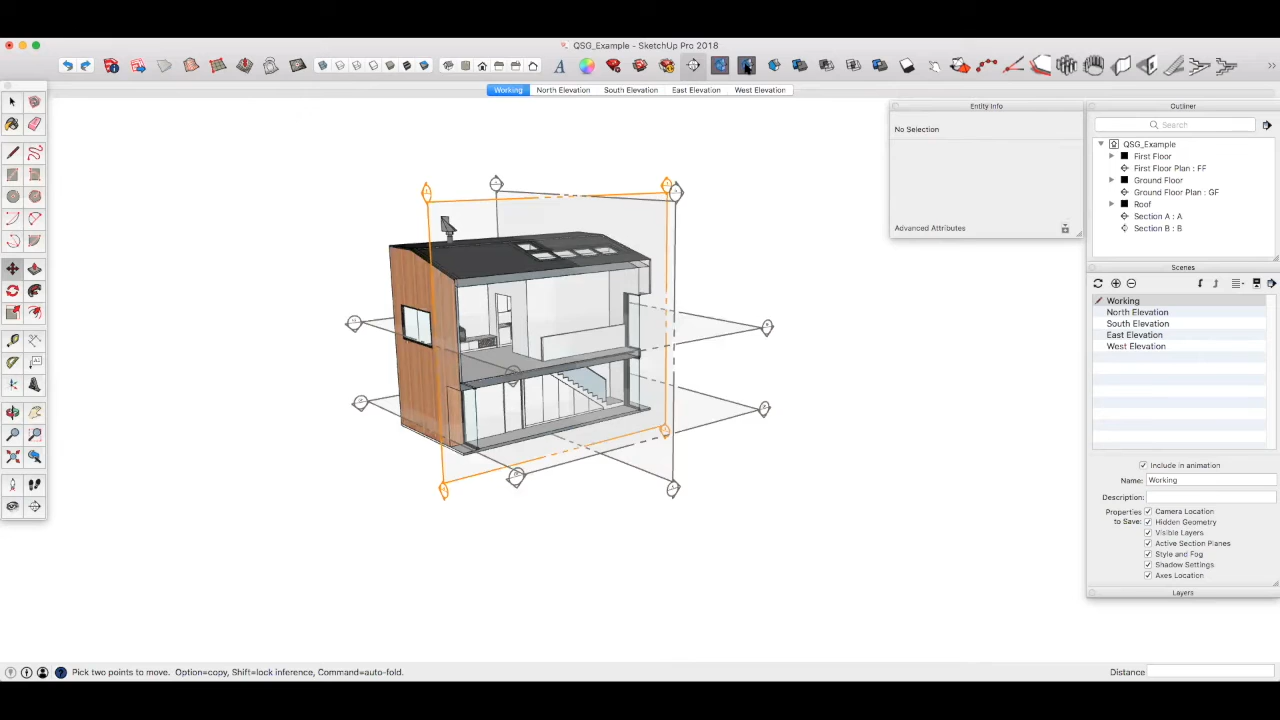 QSG_Example - SketchUp Pro 2018
A
Working
North Elevation
South Elevation
East Elevation
West Elevation
Entity Info
No Selection
Advanced Attributes
Outliner
Search
QSG_Example
First Floor
First Floor Plan : FF
Ground Floor
Ground Floor Plan : GF
Roof
Section A : A
Section B : B
Scenes
Working
North Elevation
South Elevation
East Elevation
West Elevation
Include in animation
Name: Working
Description:
Properties to Save:
Camera Location
Hidden Geometry
Visible Layers
Active Section Planes
Style and Fog
Shadow Settings
Axes Location
Layers
Pick two points to move. Option=copy, Shift=lock inference, Command=auto-fold.
Distance